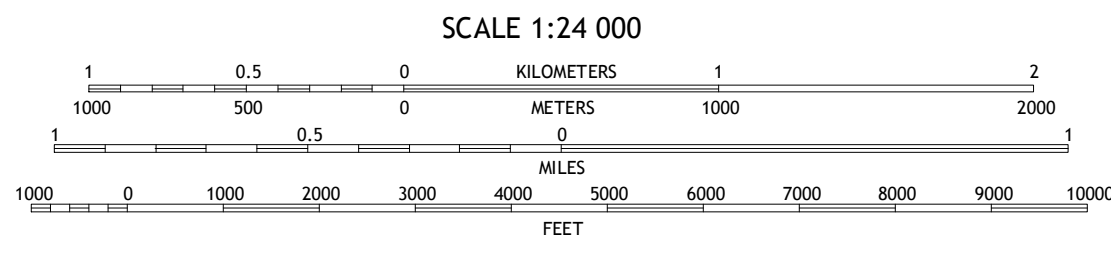 SCALE 1:24 000
1 0.5 0 KILOMETERS 1 2
1000 500 0 METERS 1000 2000
1 0.5 0 1
MILES
1000 0 1000 2000 3000 4000 5000 6000 7000 8000 9000 10000
FEET